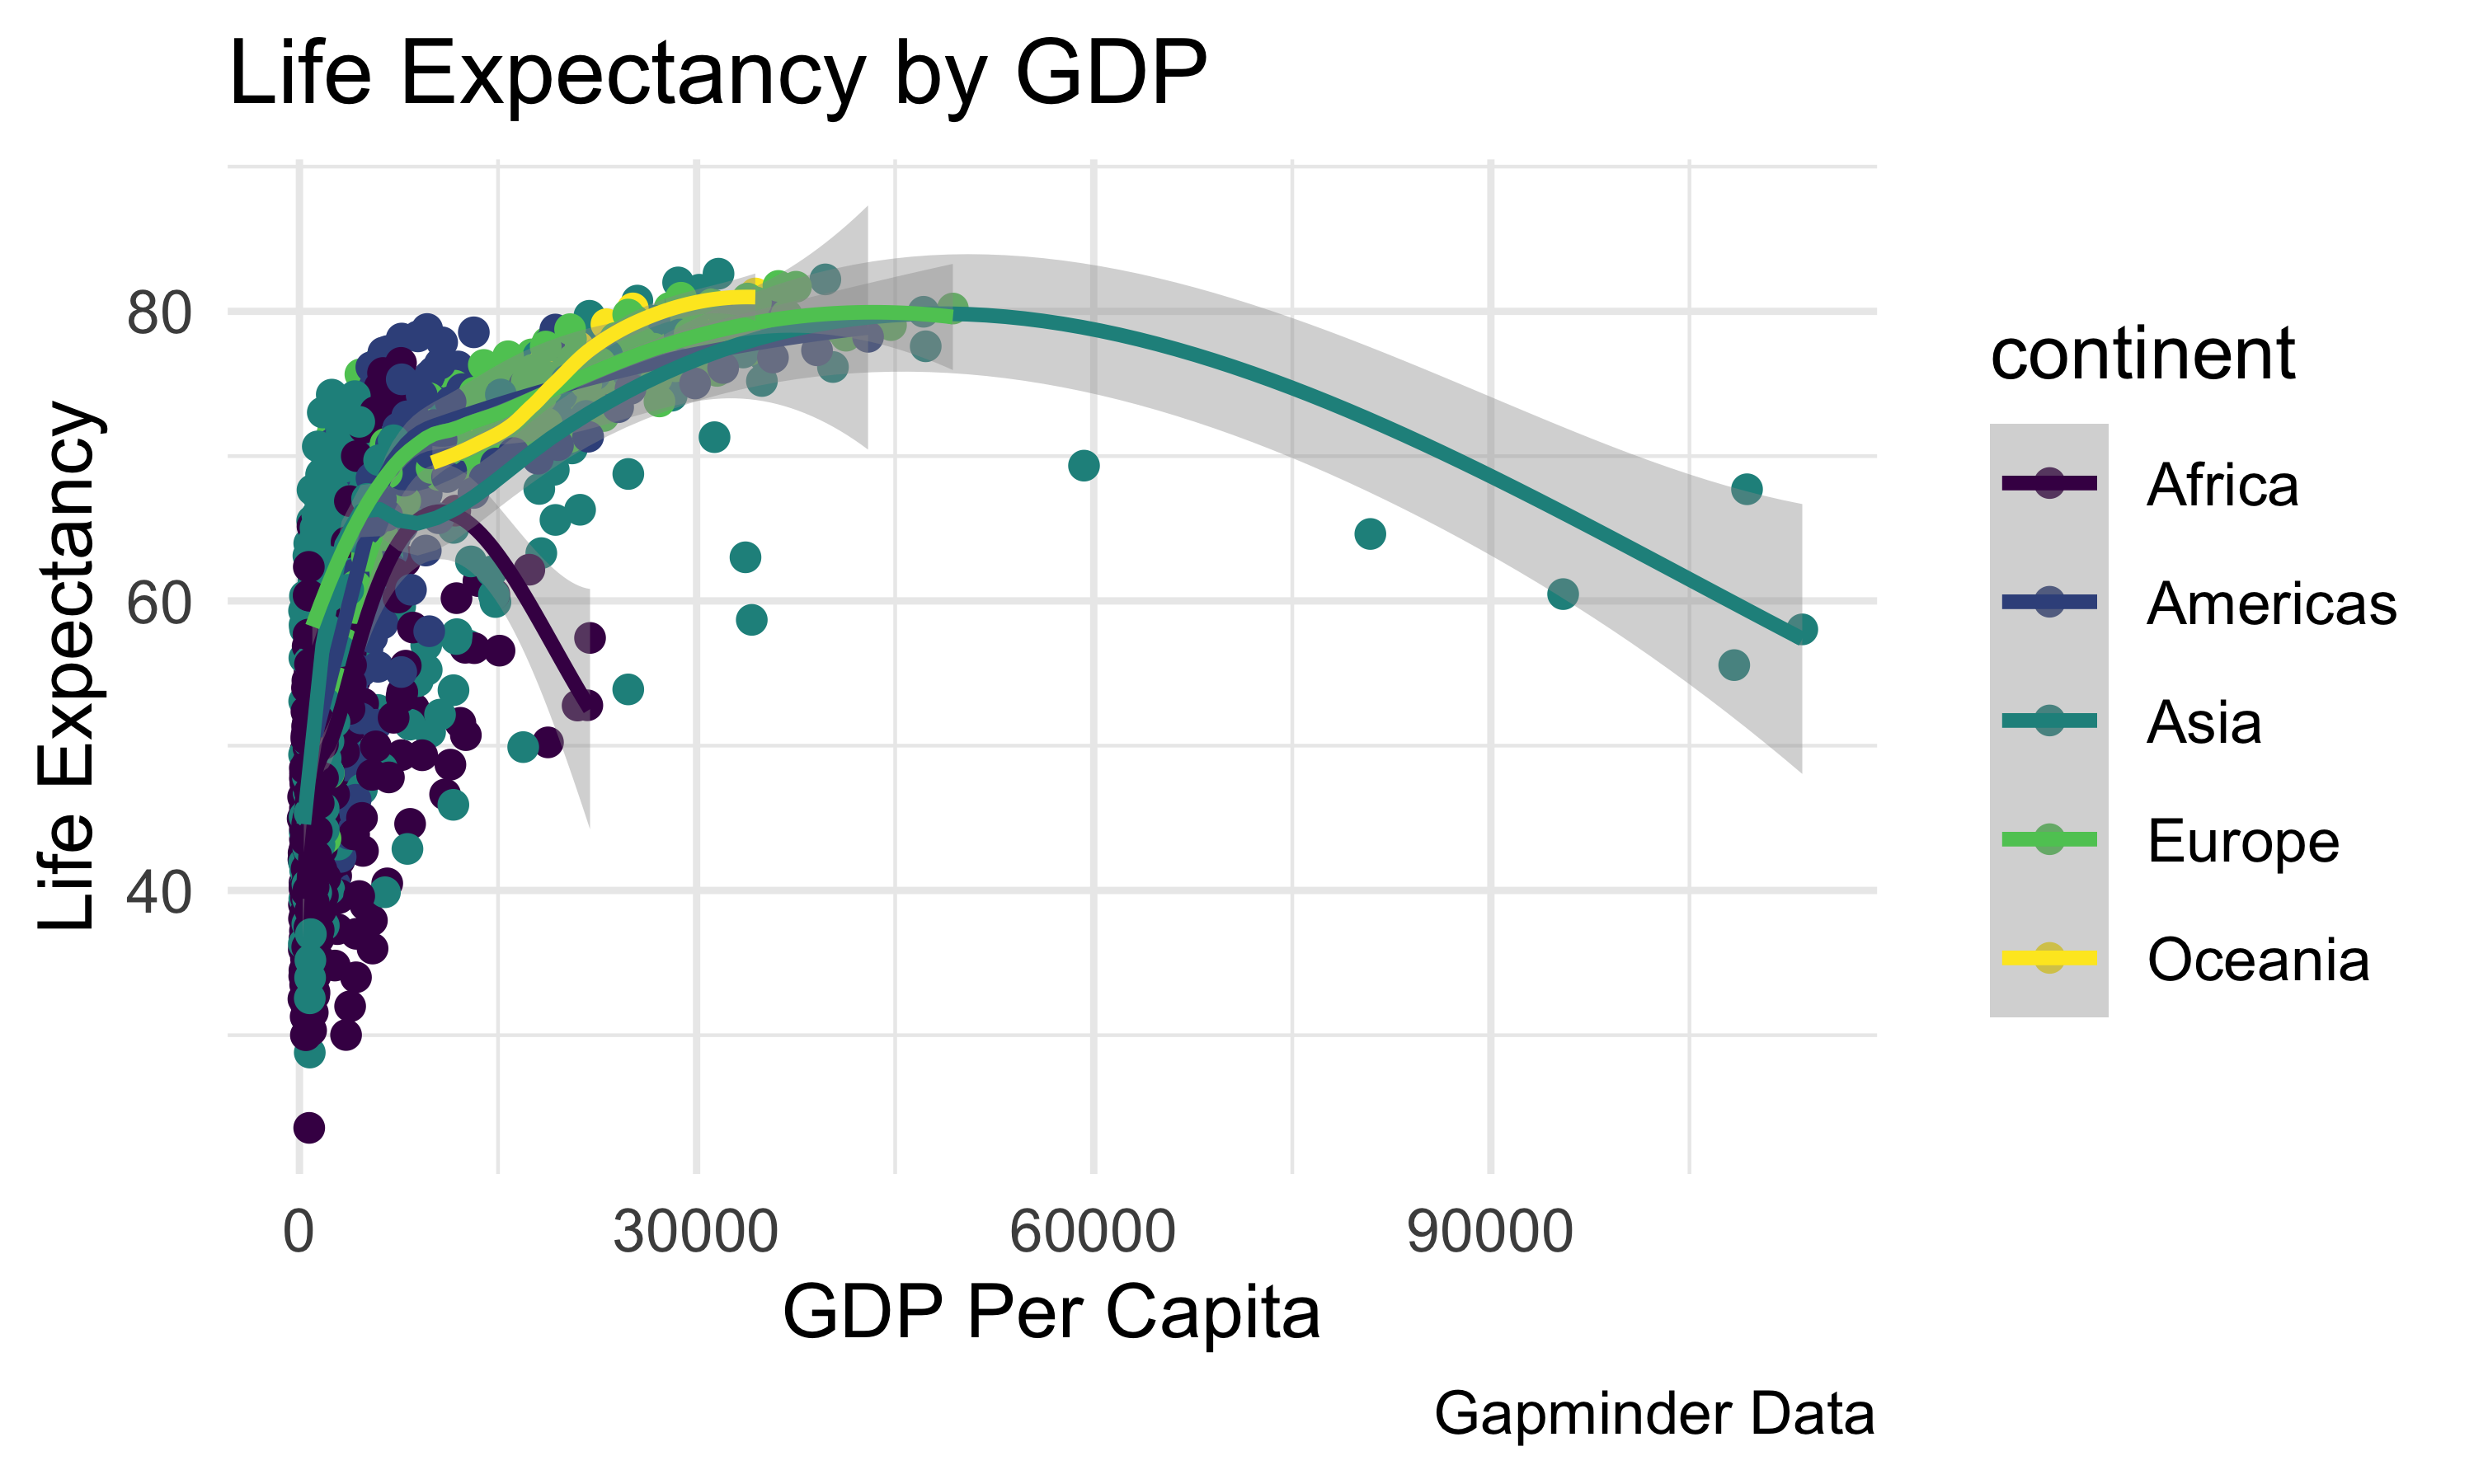 Life Expectancy by GDP
Life Expectancy
80
60
40
0 30000 60000 90000
GDP Per Capita
Gapminder Data
continent
Africa
Americas
Asia
Europe
Oceania